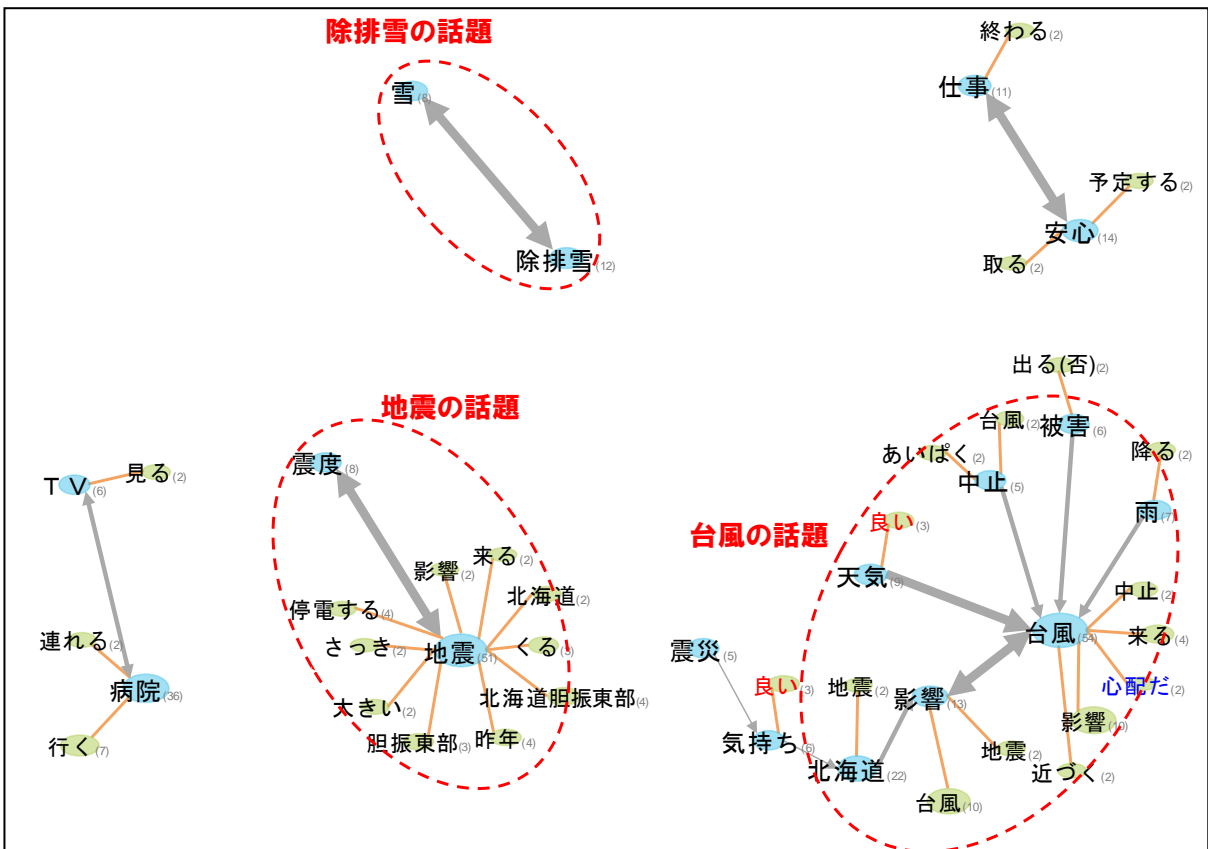 除排雪の話題
雪(8)
除排雪(12)
終わる(2)
仕事(11)
予定する(2)
安心(14)
取る(2)
TV(6)
見る(2)
連れる(2)
病院(36)
行く(7)
地震の話題
震度(8)
影響(2)
来る(2)
停電する(4)
北海道(2)
さっき(2)
地震(51)
くる(3)
大きい(2)
北海道胆振東部(4)
胆振東部(3)
昨年(4)
台風の話題
出る(否)(2)
台風(2)
被害(6)
あいぱく(2)
中止(5)
降る(2)
雨(7)
良い(3)
天気(9)
中止(2)
台風(54)
来る(4)
心配だ(2)
影響(10)
近づく(2)
震災(5)
良い(3)
気持ち(6)
地震(2)
影響(13)
北海道(22)
地震(2)
台風(10)